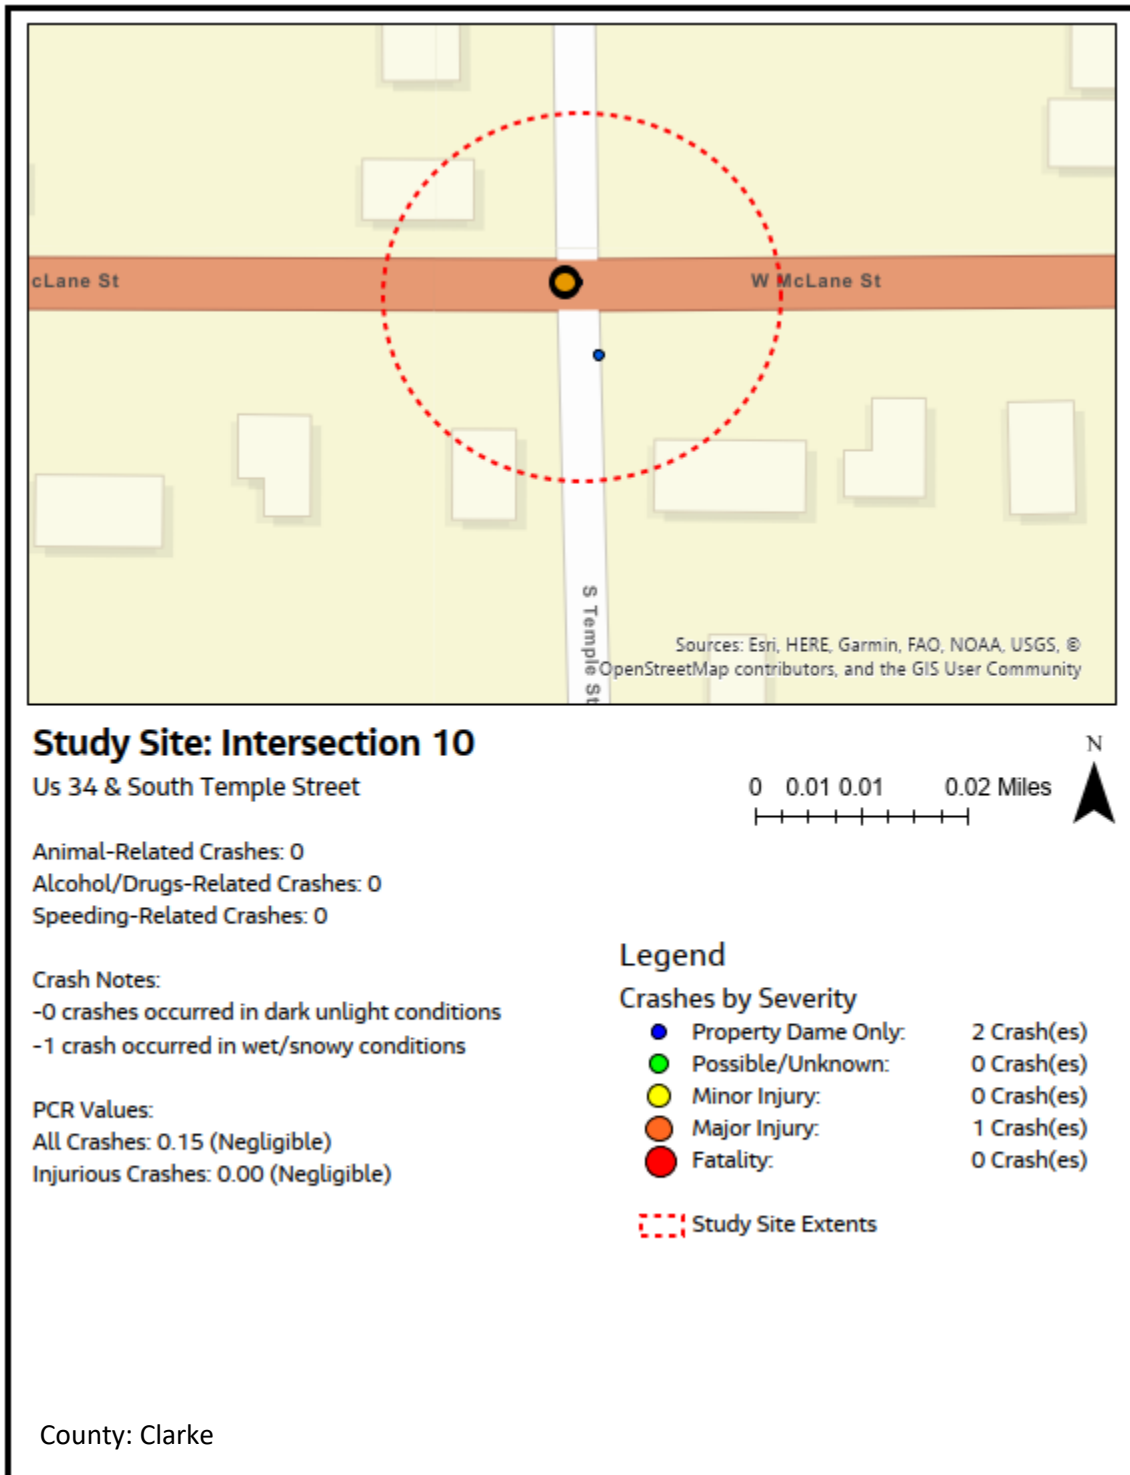 cLane St
W McLane St
S Temple St
Sources: Esri, HERE, Garmin, FAO, NOAA, USGS, ©
OpenStreetMap contributors, and the GIS User Community
Study Site: Intersection 10
Us 34 & South Temple Street
0 0.01 0.01 0.02 Miles
N
Animal-Related Crashes: 0
Alcohol/Drugs-Related Crashes: 0
Speeding-Related Crashes: 0
Crash Notes:
-0 crashes occurred in dark unlight conditions
-1 crash occurred in wet/snowy conditions
PCR Values:
All Crashes: 0.15 (Negligible)
Injurious Crashes: 0.00 (Negligible)
Legend
Crashes by Severity
Property Dame Only: 2 Crash(es)
Possible/Unknown: 0 Crash(es)
Minor Injury: 0 Crash(es)
Major Injury: 1 Crash(es)
Fatality: 0 Crash(es)
Study Site Extents
County: Clarke